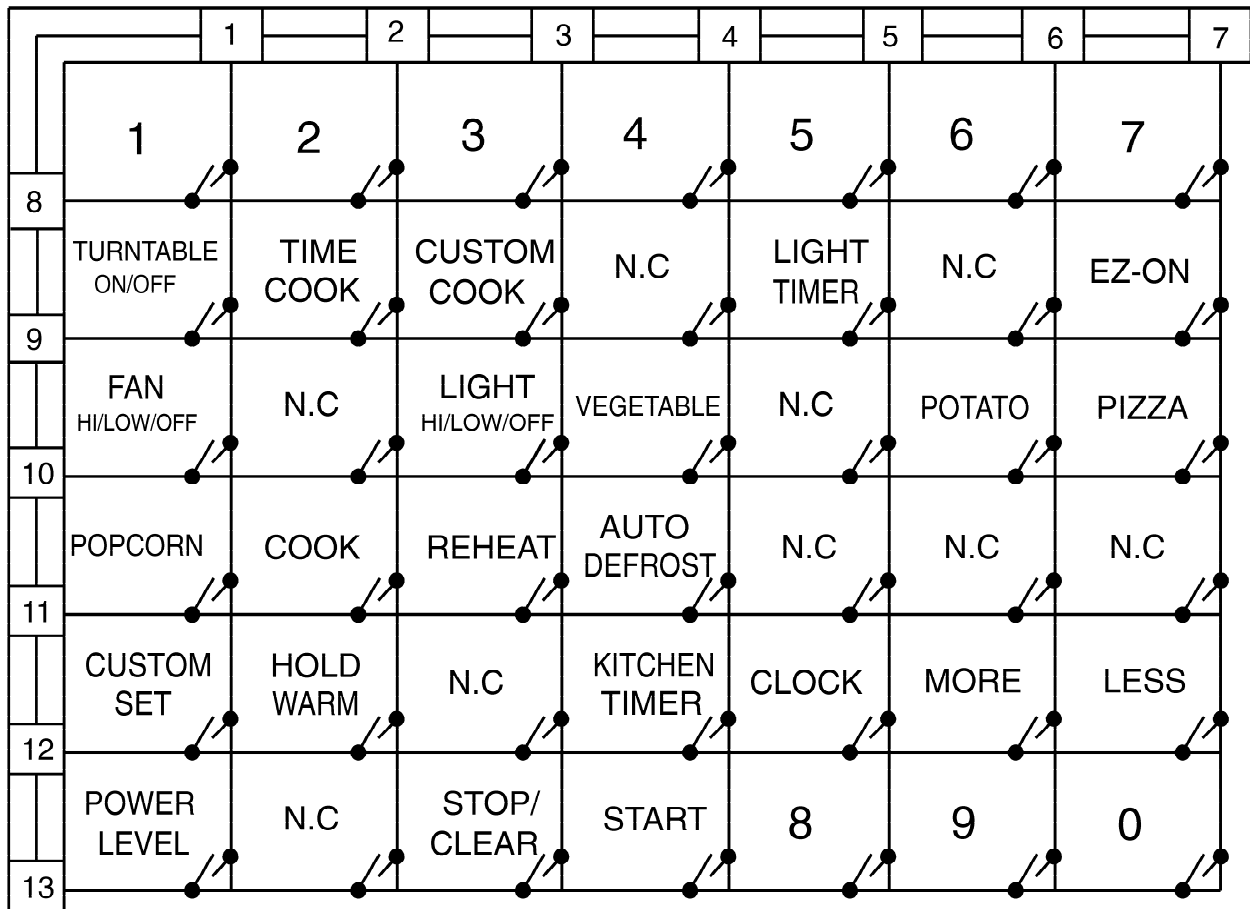 1 2 3 4 5 6 7
1 2 3 4 5 6 7
8
TURNTABLE ON/OFF
TIME COOK
CUSTOM COOK
N.C
LIGHT TIMER
N.C
EZ-ON
9
FAN HI/LOW/OFF
N.C
LIGHT HI/LOW/OFF
VEGETABLE
N.C
POTATO
PIZZA
10
POPCORN
COOK
REHEAT
AUTO DEFROST
N.C
N.C
N.C
11
CUSTOM SET
HOLD WARM
N.C
KITCHEN TIMER
CLOCK
MORE
LESS
12
POWER LEVEL
N.C
STOP/ CLEAR
START
8
9
0
13